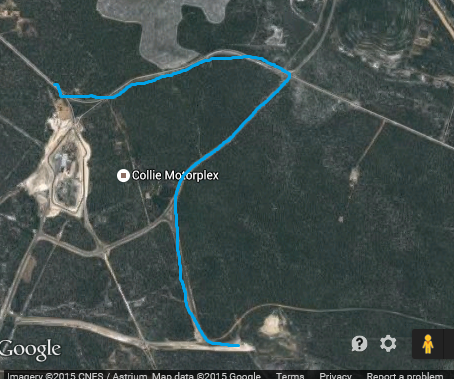 Collie Motorplex
Google
Imagery ©2015 CNES / Astrium, Map data ©2015 Google Terms Privacy Report a problem